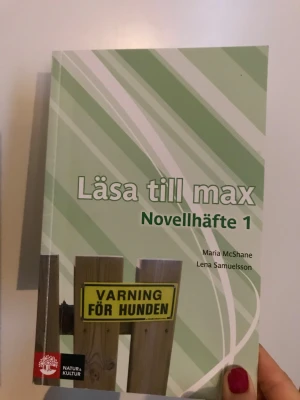 Läsa till max
Novellhäfte 1
Maria McShane
Lena Samuelsson
VARNING
FÖR HUNDEN
NATUR &
KULTUR